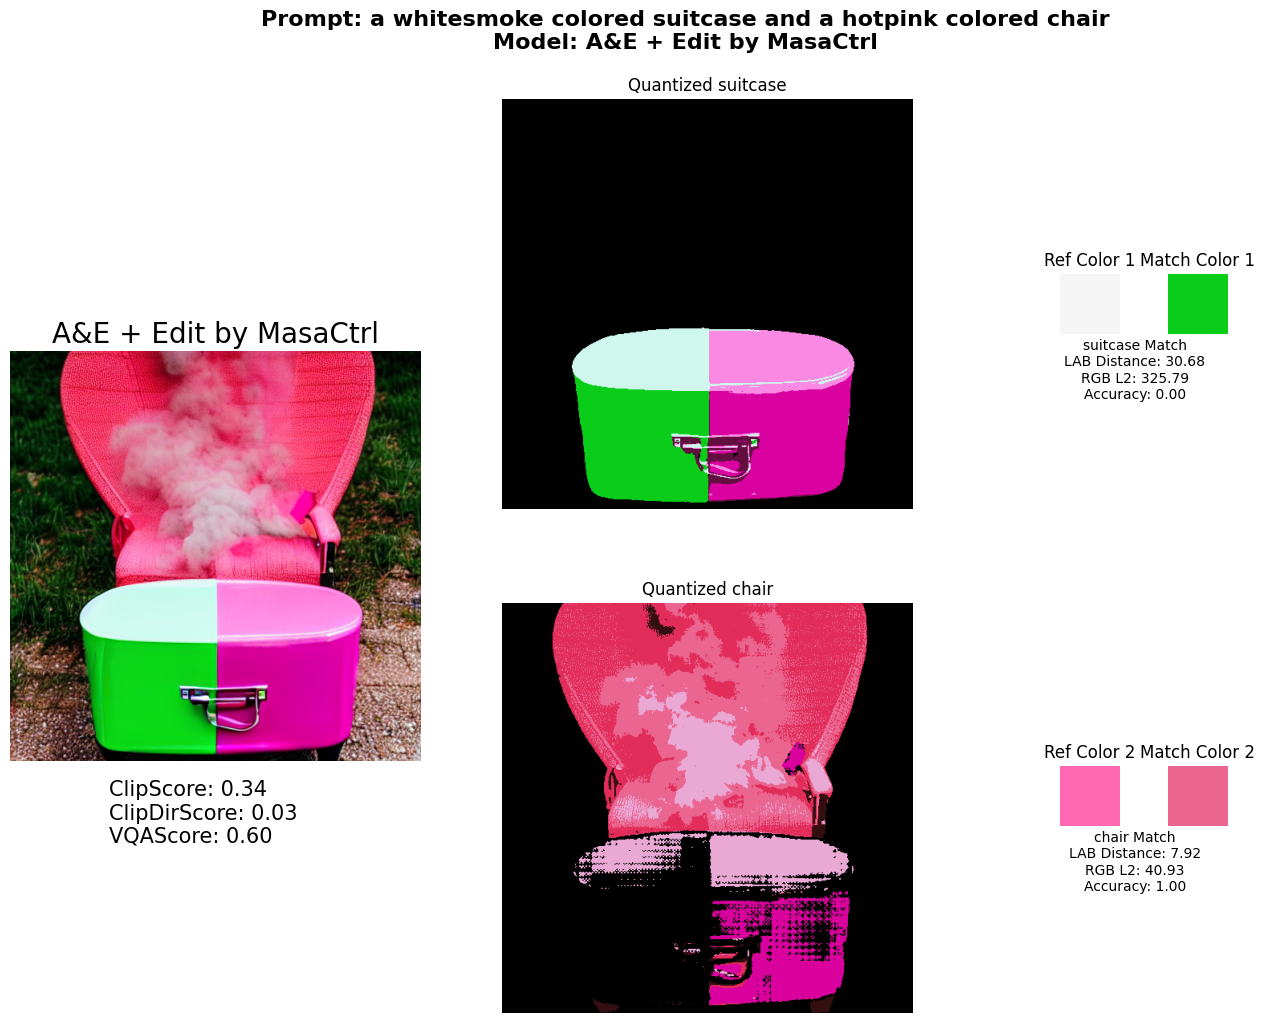 Prompt: a whitesmoke colored suitcase and a hotpink colored chair
Model: A&E + Edit by MasaCtrl
Quantized suitcase
Ref Color 1 Match Color 1
suitcase Match
LAB Distance: 30.68
RGB L2: 325.79
Accuracy: 0.00
A&E + Edit by MasaCtrl
ClipScore: 0.34
ClipDirScore: 0.03
VQAScore: 0.60
Quantized chair
Ref Color 2 Match Color 2
chair Match
LAB Distance: 7.92
RGB L2: 40.93
Accuracy: 1.00